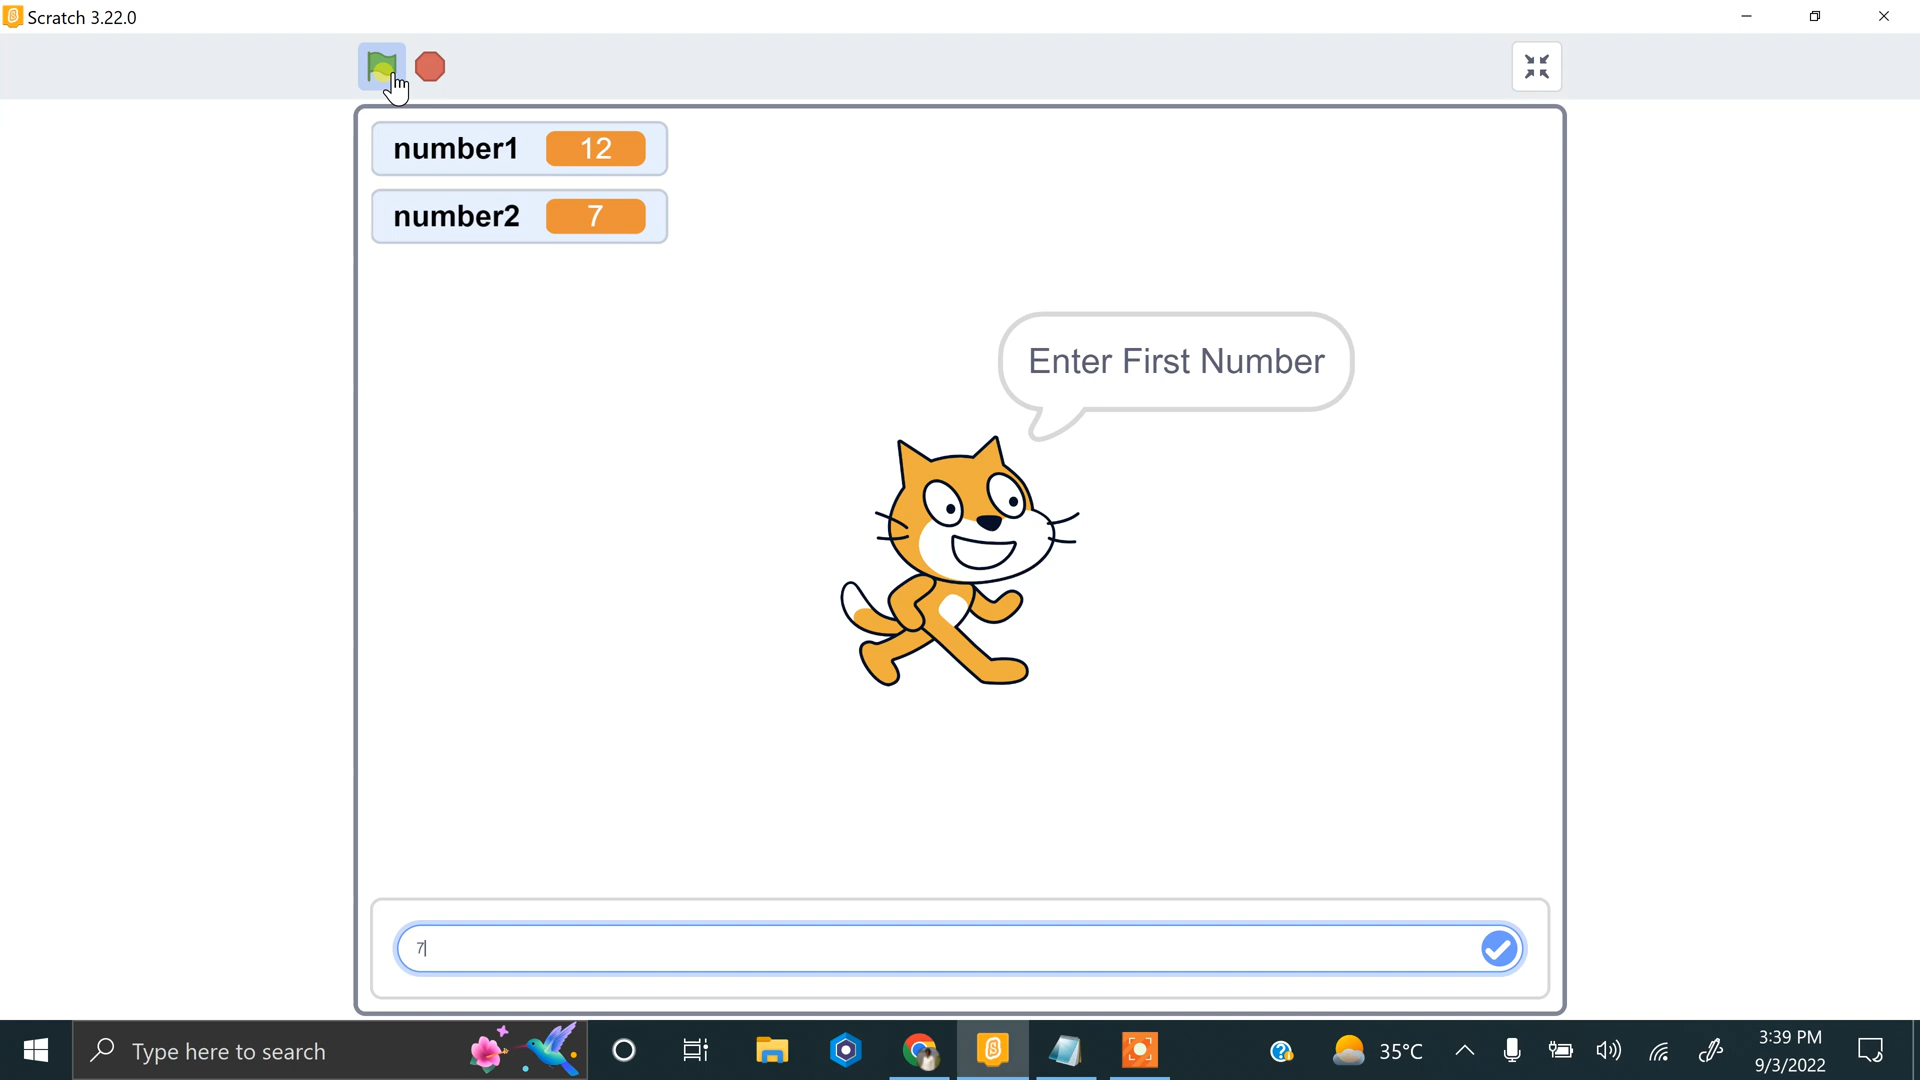 Scratch 3.22.0
number1 12
number2 7
Enter First Number
7
Type here to search
35°C
3:39 PM
9/3/2022